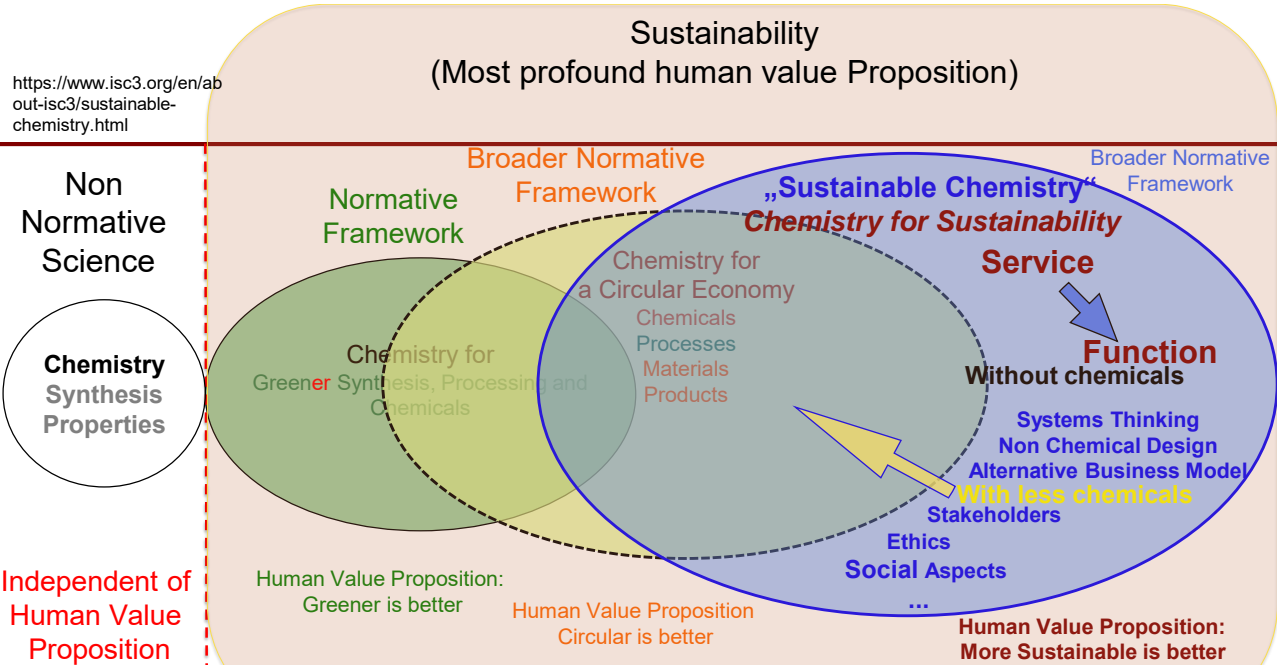 Sustainability
(Most profound human value Proposition)
https://www.isc3.org/en/ab
out-isc3/sustainable-
chemistry.html
Non
Normative
Science
Chemistry
Synthesis
Properties
Independent of
Human Value
Proposition
Normative
Framework
Chemistry for
Greener Synthesis, Processing and
Chemicals
Human Value Proposition:
Greener is better
Broader Normative
Framework
Chemistry for
a Circular Economy
Chemicals
Processes
Materials
Products
Human Value Proposition
Circular is better
Broader Normative
Framework
„Sustainable Chemistry“
Chemistry for Sustainability
Service
Function
Without chemicals
Systems Thinking
Non Chemical Design
Alternative Business Model
With less chemicals
Stakeholders
Ethics
Social Aspects
...
Human Value Proposition:
More Sustainable is better